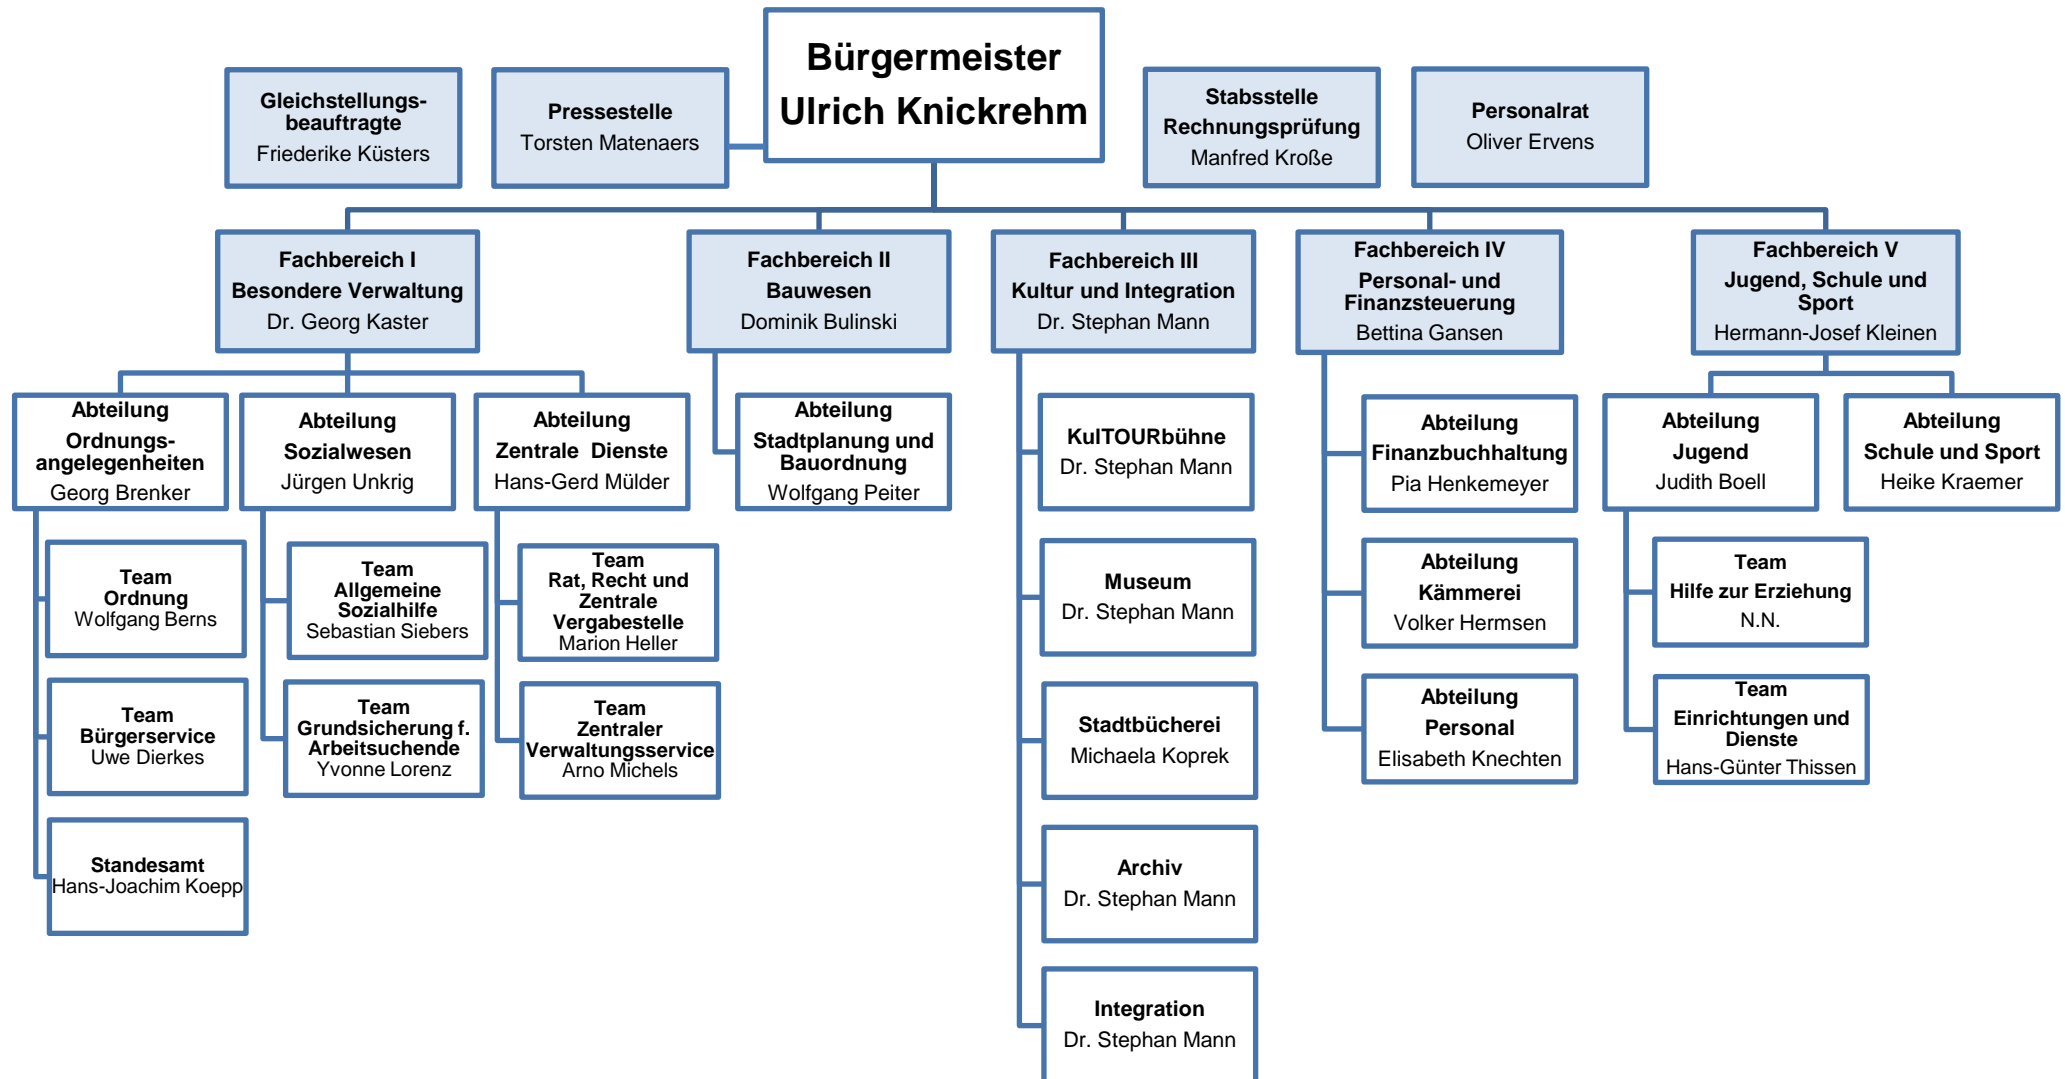 Bürgermeister
Ulrich Knickrehm
Gleichstellungs-
beauftragte
Friederike Küsters
Pressestelle
Torsten Matenaers
Stabsstelle
Rechnungsprüfung
Manfred Kroße
Personalrat
Oliver Ervens
Fachbereich I
Besondere Verwaltung
Dr. Georg Kaster
Fachbereich II
Bauwesen
Dominik Bulinski
Fachbereich III
Kultur und Integration
Dr. Stephan Mann
Fachbereich IV
Personal- und
Finanzsteuerung
Bettina Gansen
Fachbereich V
Jugend, Schule und
Sport
Hermann-Josef Kleinen
Abteilung
Ordnungs-
angelegenheiten
Georg Brenker
Abteilung
Sozialwesen
Jürgen Unkrig
Abteilung
Zentrale Dienste
Hans-Gerd Mülder
Abteilung
Stadtplanung und
Bauordnung
Wolfgang Peiter
KulTOURbühne
Dr. Stephan Mann
Abteilung
Finanzbuchhaltung
Pia Henkemeyer
Abteilung
Jugend
Judith Boell
Abteilung
Schule und Sport
Heike Kraemer
Team
Ordnung
Wolfgang Berns
Team
Allgemeine
Sozialhilfe
Sebastian Siebers
Team
Rat, Recht und
Zentrale
Vergabestelle
Marion Heller
Museum
Dr. Stephan Mann
Abteilung
Kämmerei
Volker Hermsen
Team
Hilfe zur Erziehung
N.N.
Team
Bürgerservice
Uwe Dierkes
Team
Grundsicherung f.
Arbeitsuchende
Yvonne Lorenz
Team
Zentraler
Verwaltungsservice
Arno Michels
Stadtbücherei
Michaela Koprek
Abteilung
Personal
Elisabeth Knechten
Team
Einrichtungen und
Dienste
Hans-Günter Thissen
Standesamt
Hans-Joachim Koepp
Archiv
Dr. Stephan Mann
Integration
Dr. Stephan Mann